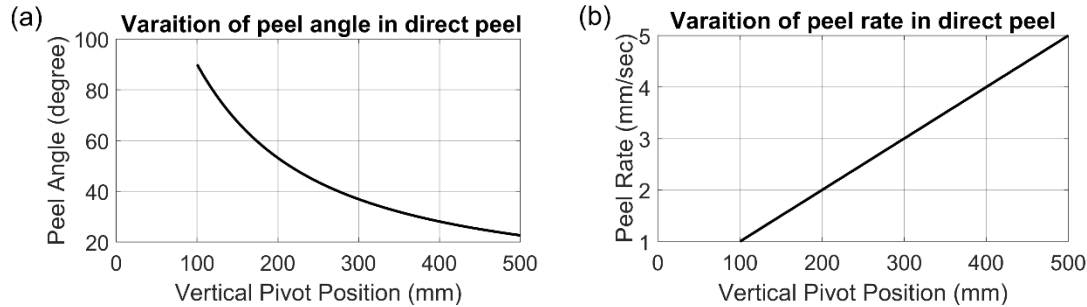 (a)
Varaition of peel angle in direct peel
Peel Angle (degree)
100
80
60
40
20
0 100 200 300 400 500
Vertical Pivot Position (mm)
(b)
Varaition of peel rate in direct peel
Peel Rate (mm/sec)
5
4
3
2
1
0 100 200 300 400 500
Vertical Pivot Position (mm)